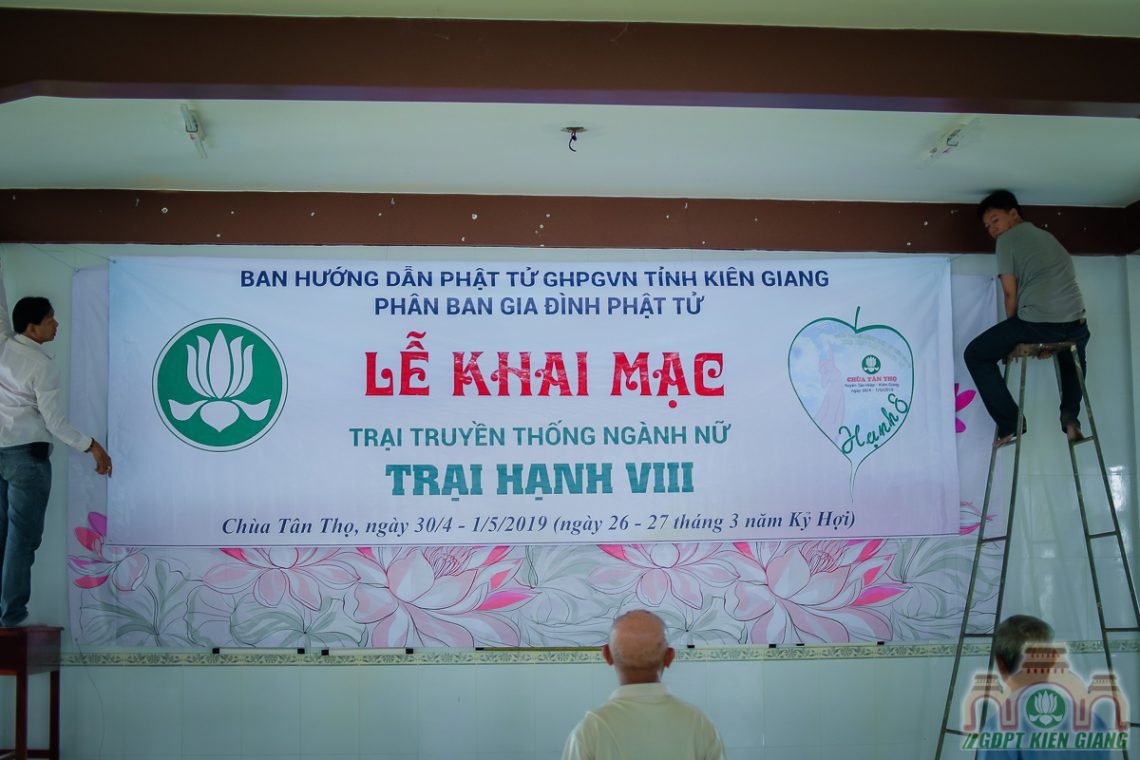 BAN HƯỚNG DẪN PHẬT TỬ GHPGVN TỈNH KIÊN GIANG
PHÂN BAN GIA ĐÌNH PHẬT TỬ
LỄ KHAI MẠC
TRẠI TRUYỀN THỐNG NGÀNH NỮ
TRẠI HẠNH VIII
Chùa Tân Thọ, ngày 30/4 - 1/5/2019 (ngày 26 - 27 tháng 3 năm Kỷ Hợi)
CHÙA TÂN THỌ
Hạnh 8
GDPT KIEN GIANG